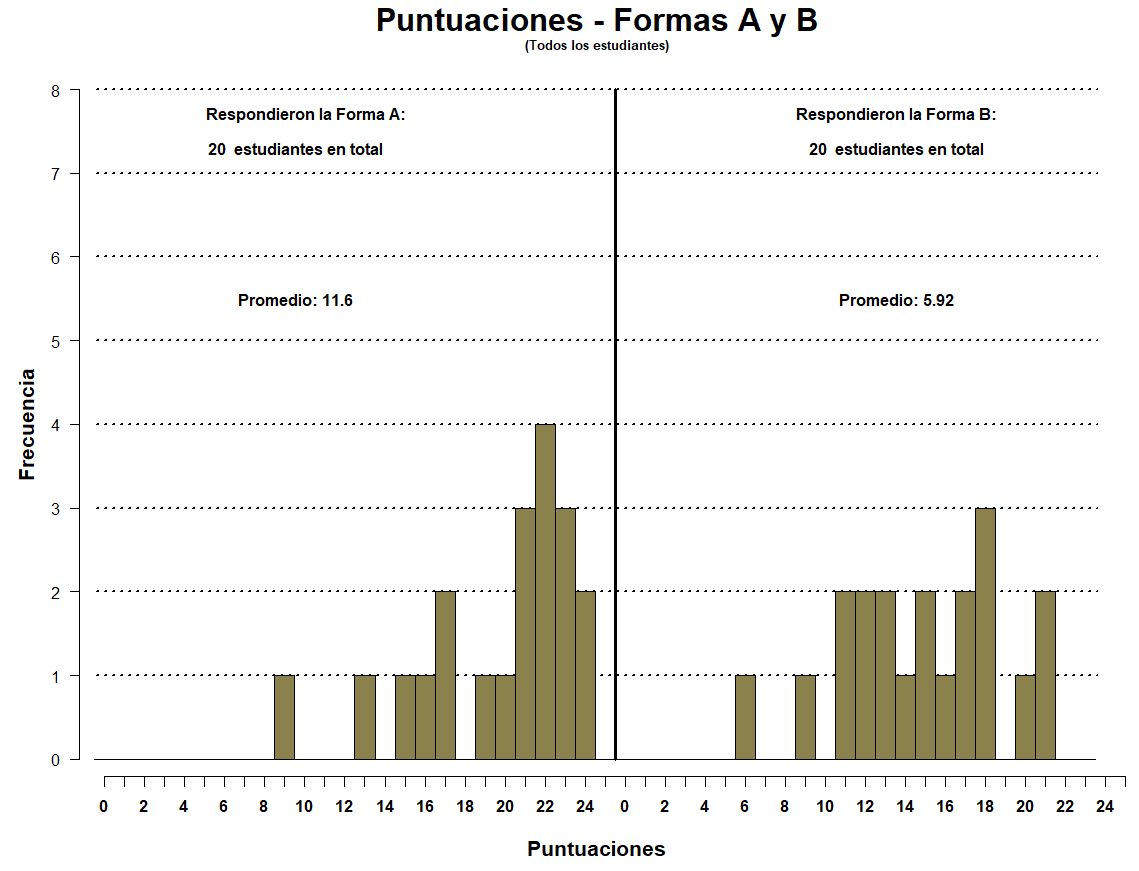 Puntuaciones - Formas A y B
(Todos los estudiantes)
8
Respondieron la Forma A:
Respondieron la Forma B:
20 estudiantes en total
20 estudiantes en total
7
6
Promedio: 11.6
Promedio: 5.92
5
4
3
2
1
0
Frecuencia
0 2 4 6 8 10 12 14 16 18 20 22 24 0 2 4 6 8 10 12 14 16 18 20 22 24
Puntuaciones